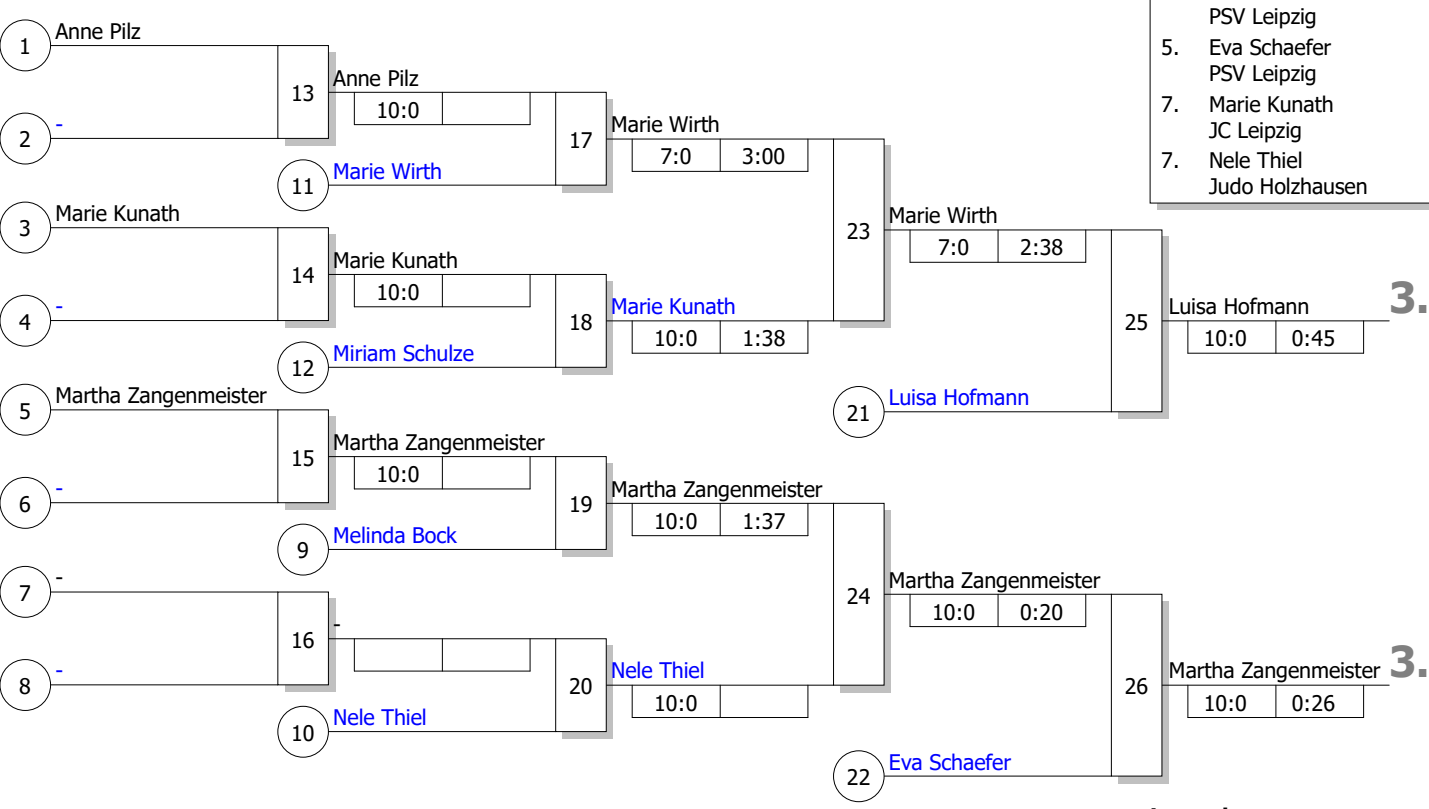 PSV Leipzig
5. Eva Schaefer
PSV Leipzig
7. Marie Kunath
JC Leipzig
7. Nele Thiel
Judo Holzhausen
1 Anne Pilz
13 Anne Pilz
10:0
2 -
17 Marie Wirth
7:0 3:00
11 Marie Wirth
3 Marie Kunath
23 Marie Wirth
7:0 2:38
14 Marie Kunath
10:0
4 -
18 Marie Kunath
10:0 1:38
25 Luisa Hofmann 3.
10:0 0:45
12 Miriam Schulze
5 Martha Zangenmeister
21 Luisa Hofmann
15 Martha Zangenmeister
10:0
6 -
19 Martha Zangenmeister
10:0 1:37
9 Melinda Bock
7 -
24 Martha Zangenmeister
10:0 0:20
16 -
8 -
20 Nele Thiel
10:0
26 Martha Zangenmeister 3.
10:0 0:26
10 Nele Thiel
22 Eva Schaefer